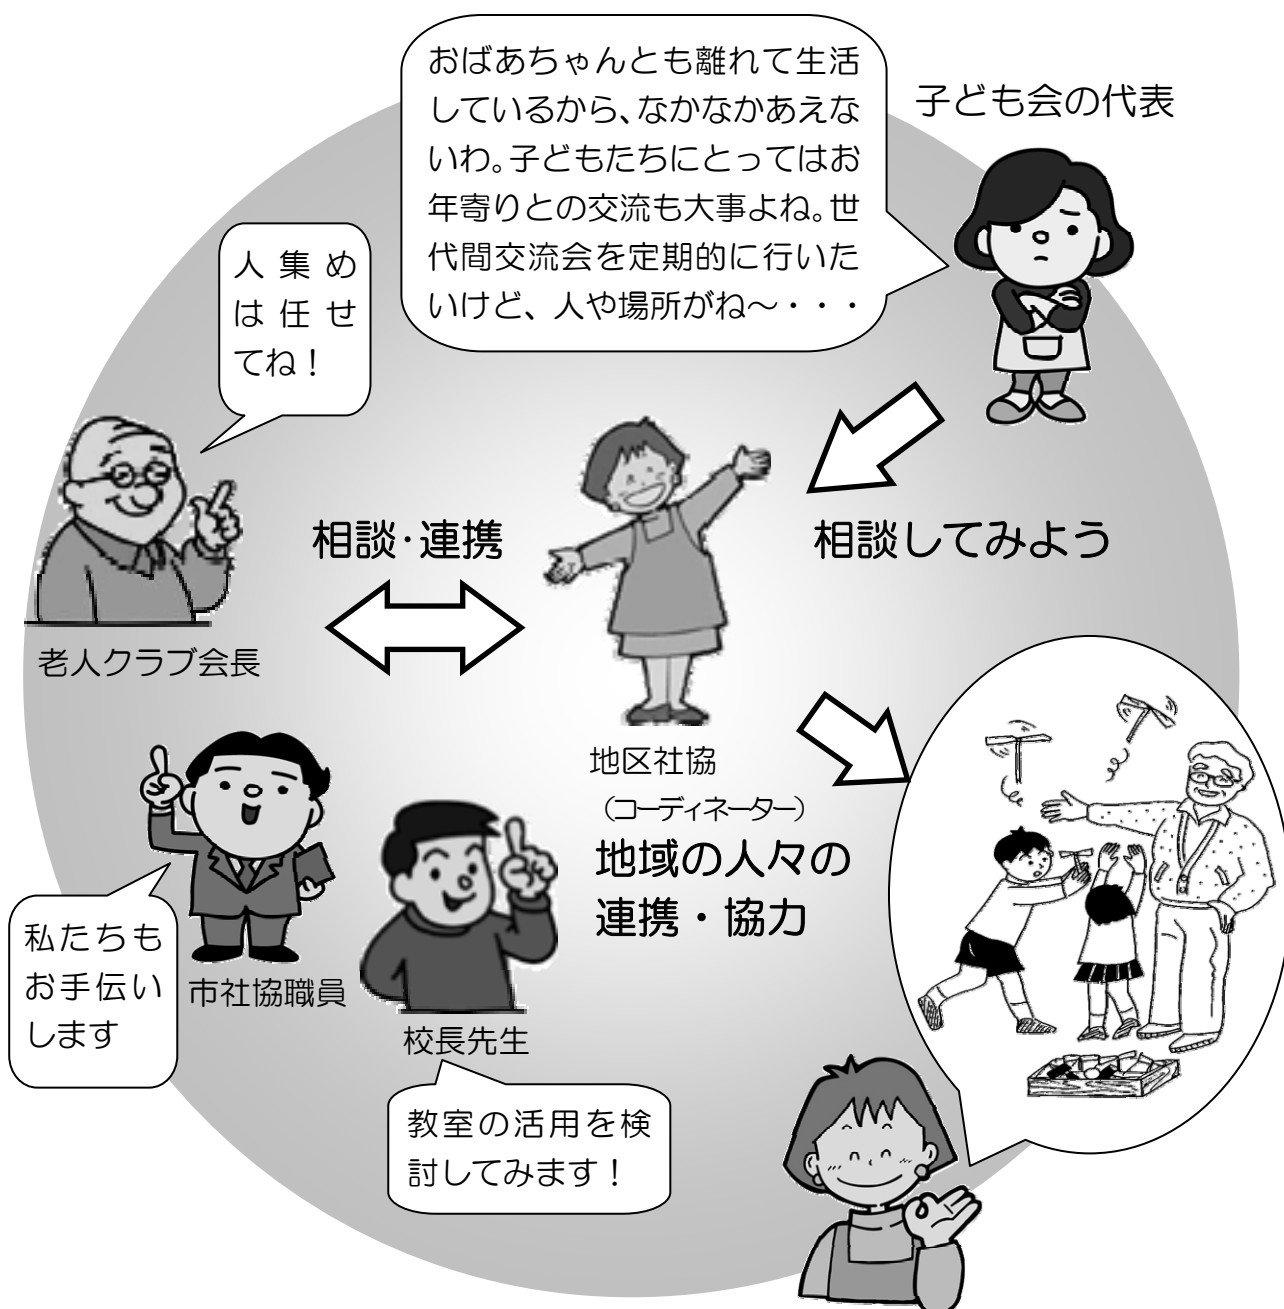 おばあちゃんとも離れて生活
しているから、なかなかあえな
いわ。子どもたちにとってはお
年寄りとの交流も大事よね。世
代間交流会を定期的に行いた
いけど、人や場所がね～・・・
子ども会の代表
人集め
は任せ
てね！
相談・連携
相談してみよう
老人クラブ会長
地区社協
（コーディネーター）
地域の人々の
連携・協力
私たちも
お手伝い
します
市社協職員
校長先生
教室の活用を検
討してみます！